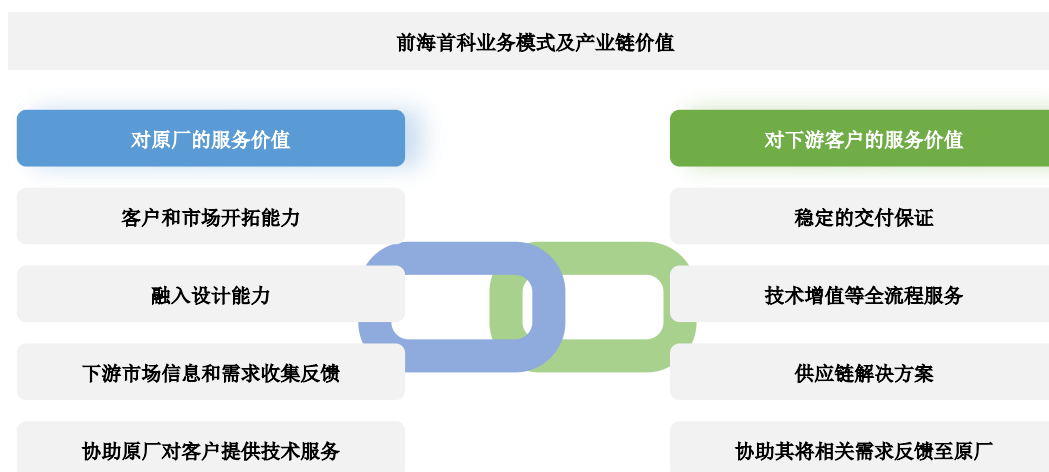 前海首科业务模式及产业链价值
对原厂的服务价值
客户和市场开拓能力
融入设计能力
下游市场信息和需求收集反馈
协助原厂对客户提供技术服务
对下游客户的服务价值
稳定的交付保证
技术增值等全流程服务
供应链解决方案
协助其将相关需求反馈至原厂